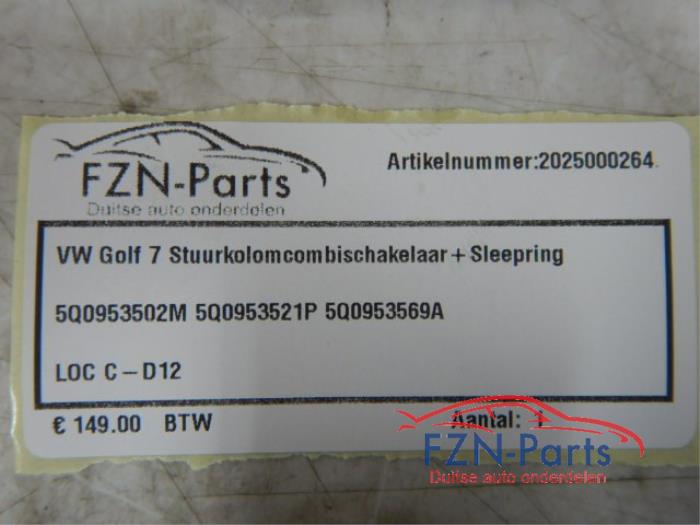 FZN-Parts
Duitse auto onderdelen
Artikelnummer:2025000264
VW Golf 7 Stuurkolomcombischakelaar+Sleepring
5Q0953502M 5Q0953521P 5Q0953569A
LOC C-D12
€ 149.00 BTW
Aantal: 1
FZN-Parts
Duitse auto onderdelen